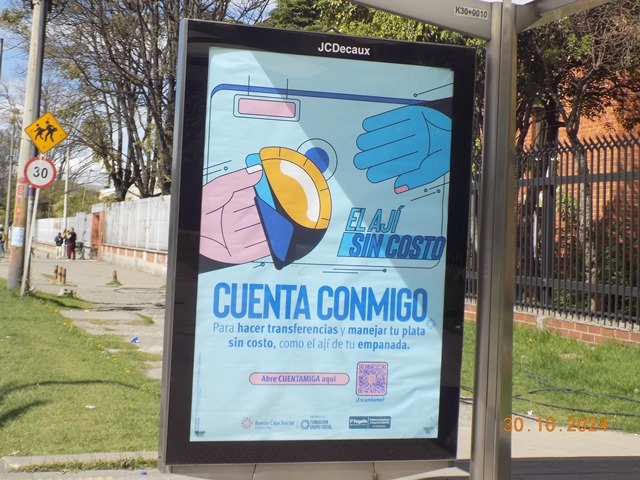 K30+0010
JCDecaux
30
EL AJÍ
SIN COSTO
CUENTA CONMIGO
Para hacer transferencias y manejar tu plata
sin costo, como el ají de tu empanada.
Abre CUENTAMIGA aquí
¡Escanéame!
Banco Caja Social
FUNDACIÓN
GRUPO SOCIAL
30.10.2024